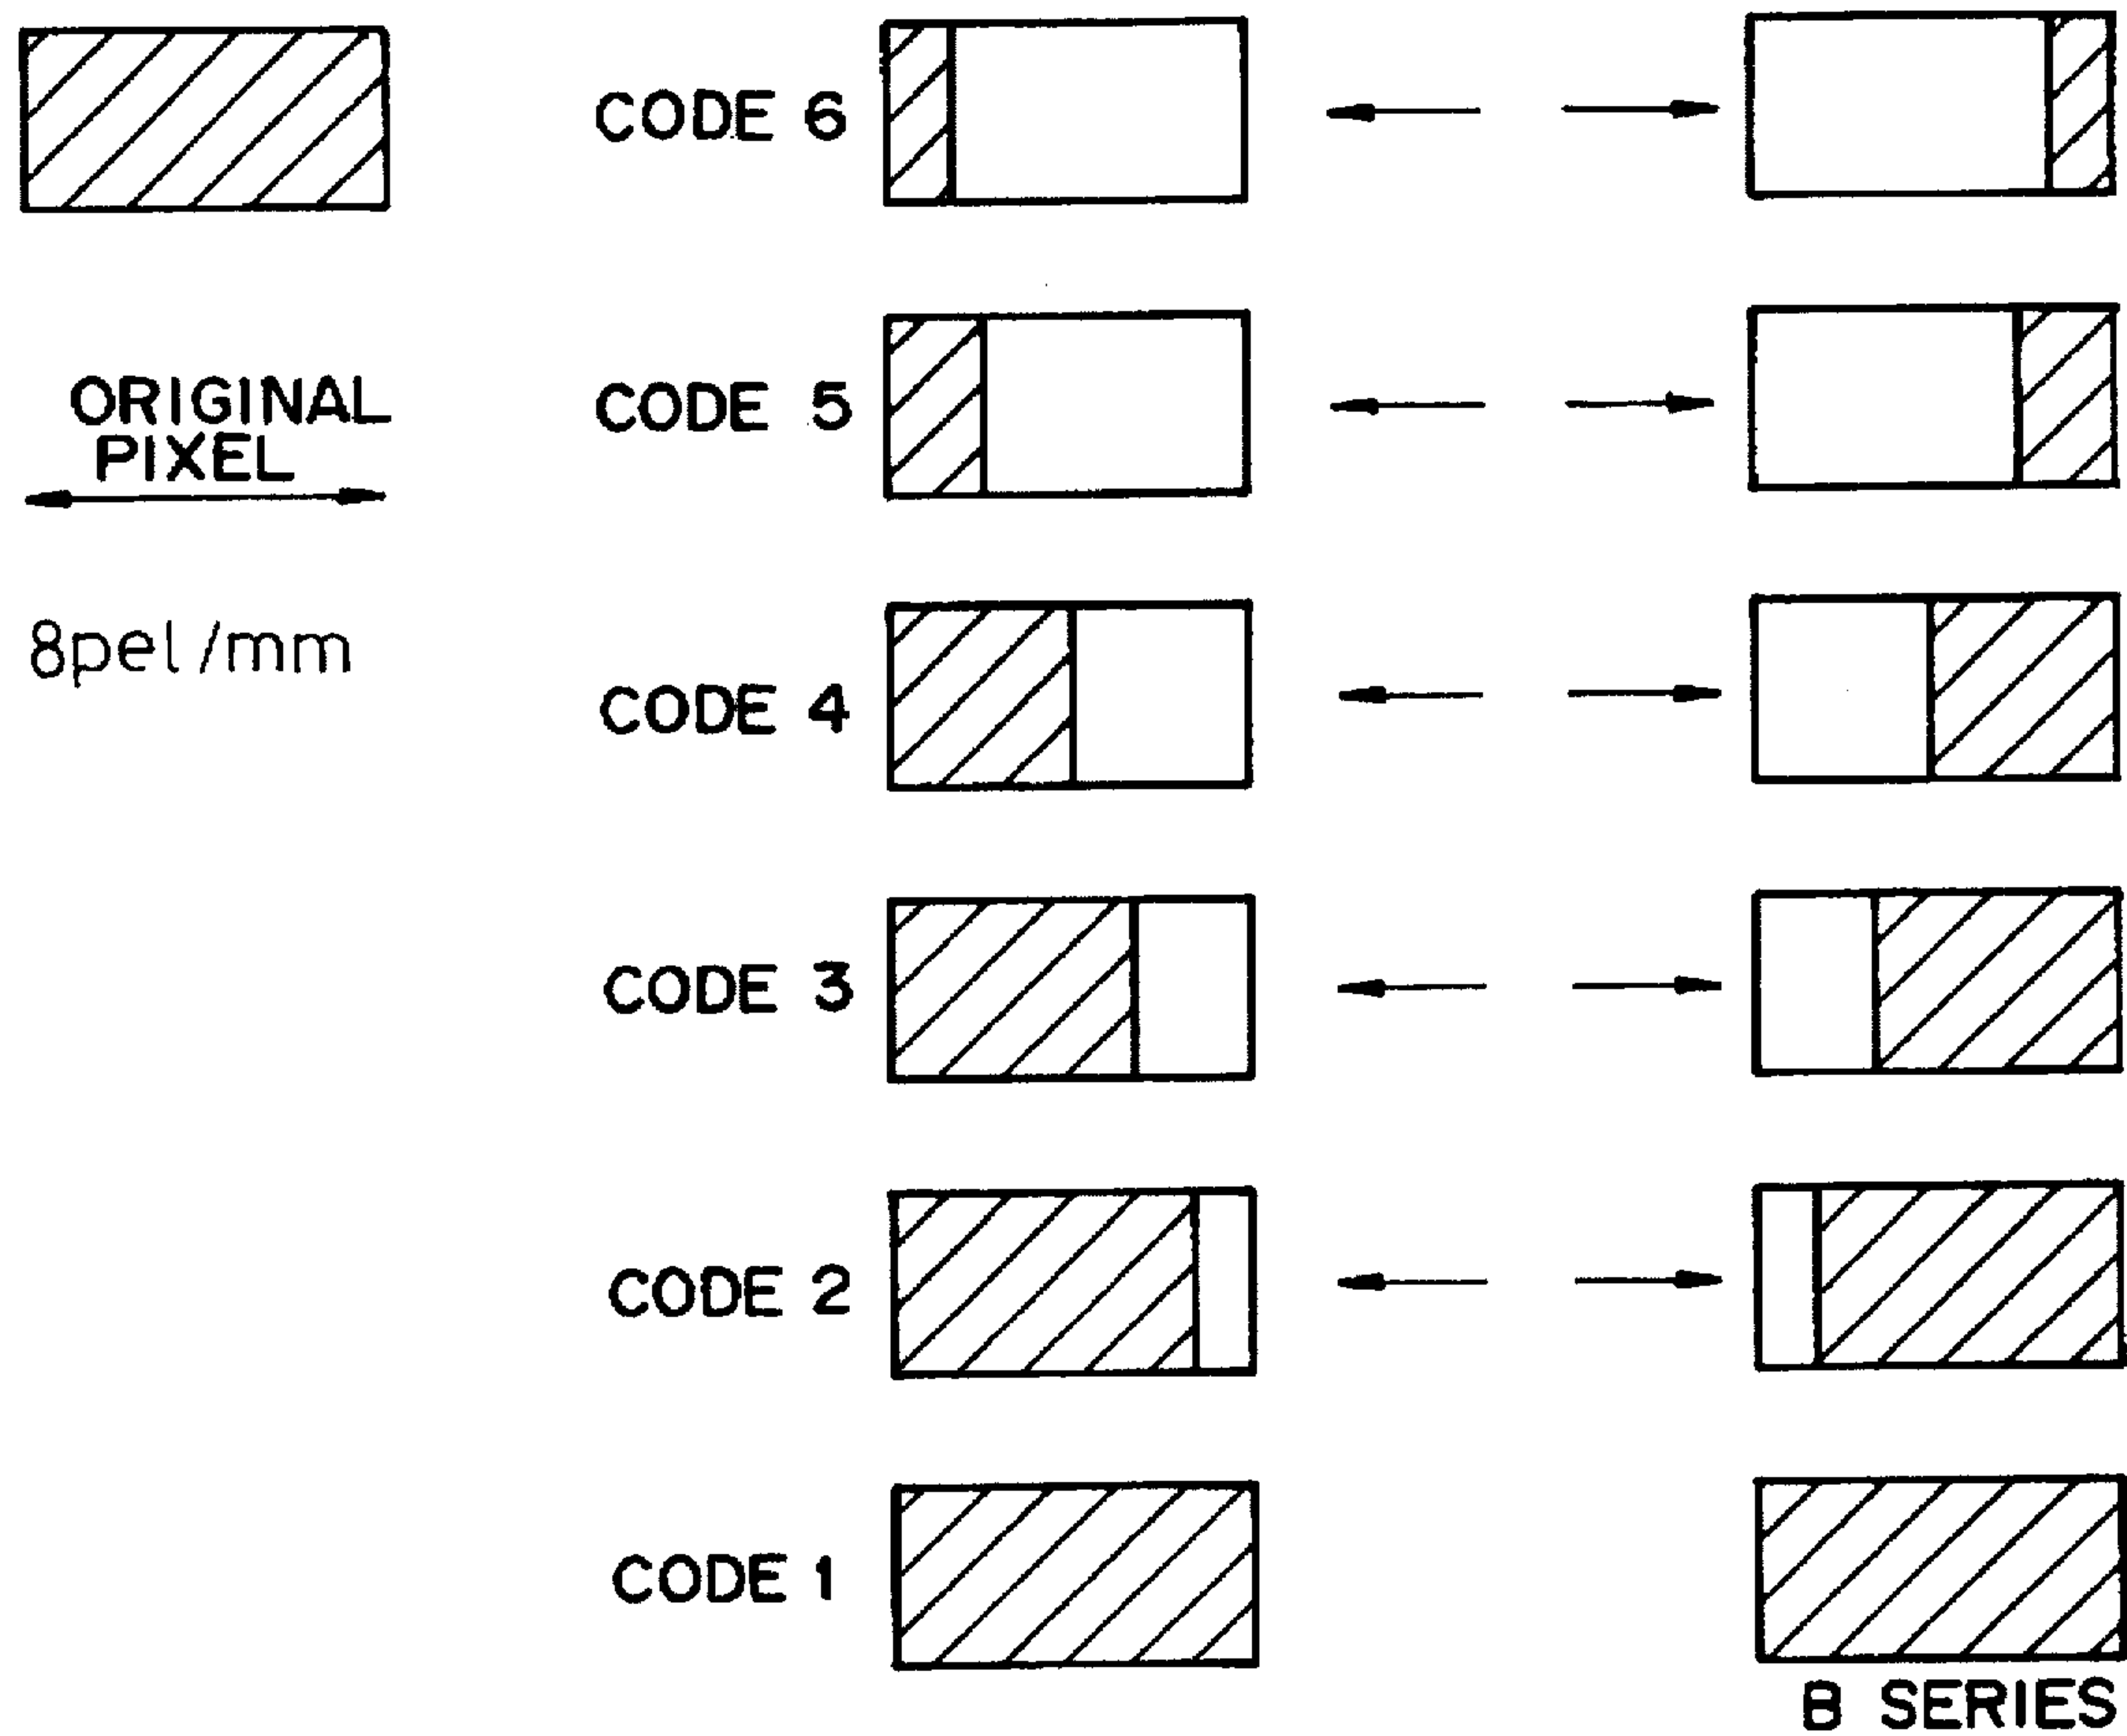 CODE 6
ORIGINAL
PIXEL
CODE 5
8pel/mm
CODE 4
CODE 3
CODE 2
CODE 1
B SERIES